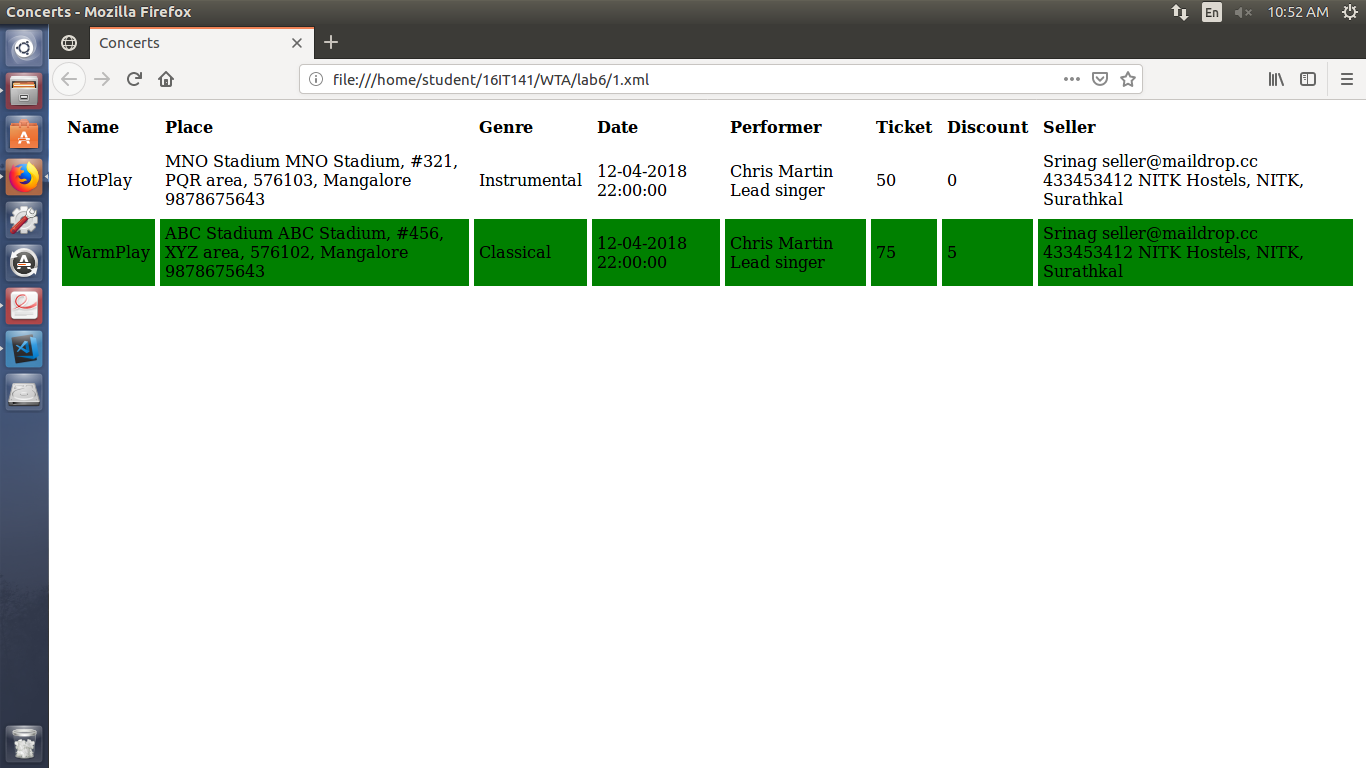 Concerts - Mozilla Firefox
En
10:52 AM
Concerts
file:///home/student/16IT141/WTA/lab6/1.xml
Name Place Genre Date Performer Ticket Discount Seller
HotPlay
MNO Stadium MNO Stadium, #321,
PQR area, 576103, Mangalore
9878675643
Instrumental
12-04-2018
22:00:00
Chris Martin
Lead singer
50
0
Srinag seller@maildrop.cc
433453412 NITK Hostels, NITK,
Surathkal
WarmPlay
ABC Stadium ABC Stadium, #456,
XYZ area, 576102, Mangalore
9878675643
Classical
12-04-2018
22:00:00
Chris Martin
Lead singer
75
5
Srinag seller@maildrop.cc
433453412 NITK Hostels, NITK,
Surathkal